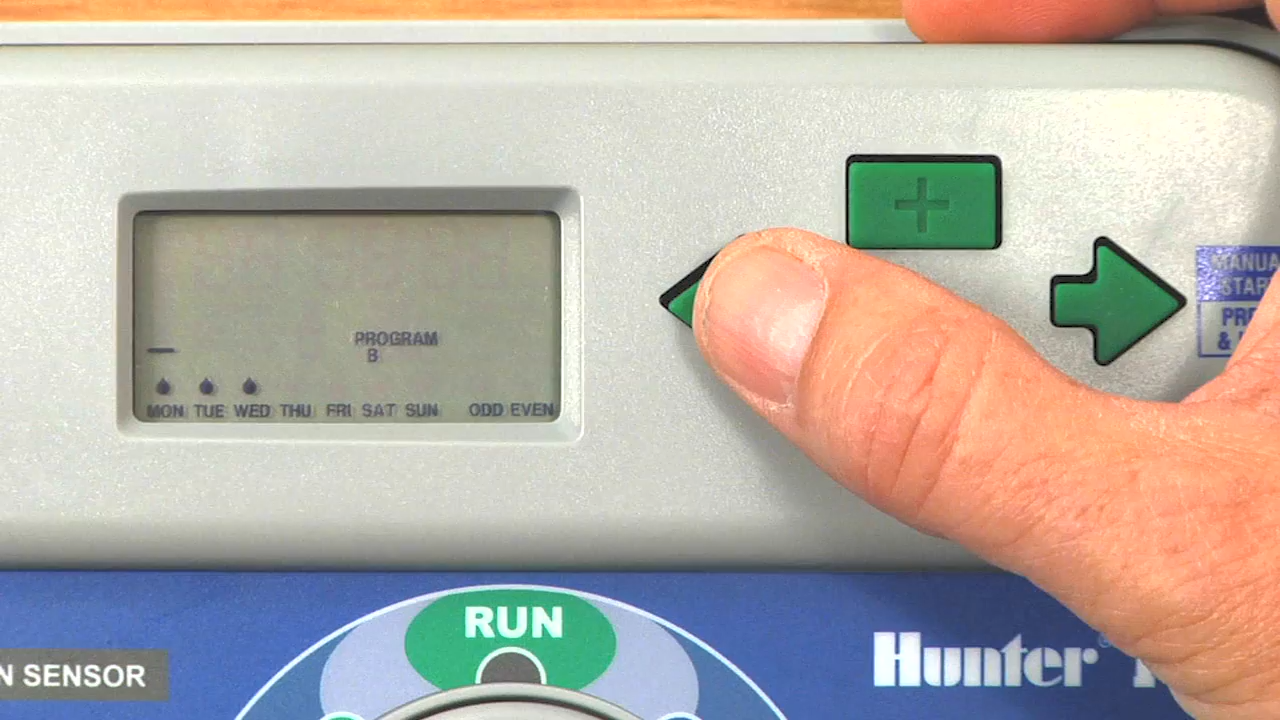 PROGRAM
B
MON TUE WED THU FRI SAT SUN ODD EVEN
RUN
SENSOR
Hunter®